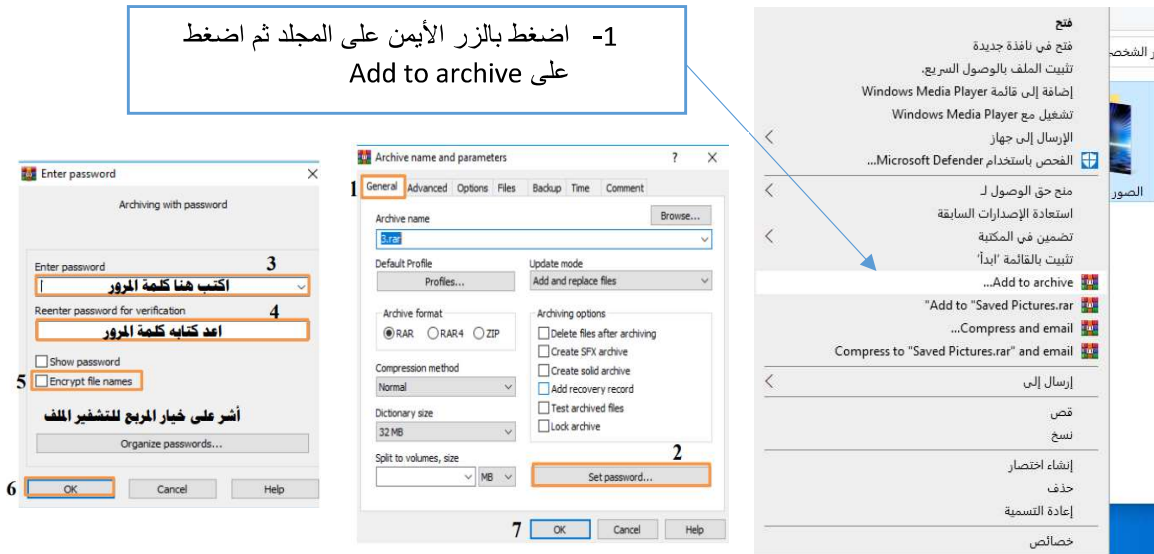 1- اضغط بالزر الأيمن على المجلد ثم اضغط
على Add to archive
فتح
فتح في نافذة جديدة
تثبيت الملف بالوصول السريع.
إضافة إلى قائمة Windows Media Player
تشغيل مع Windows Media Player
الإرسال إلى جهاز
الفحص باستخدام Microsoft Defender...
منح حق الوصول لـ
استعادة الإصدارات السابقة
تضمين في المكتبة
تثبيت بالقائمة 'ابدأ'
Add to archive...
Add to "Saved Pictures.rar"
Compress and email...
Compress to "Saved Pictures.rar" and email
إرسال إلى
قص
نسخ
إنشاء اختصار
حذف
إعادة التسمية
خصائص
الصور
Archive name and parameters ? X
1 General Advanced Options Files Backup Time Comment
Archive name Browse...
3.rar
Default Profile Update mode
Profiles... Add and replace files
Archive format Archiving options
RAR RAR4 ZIP Delete files after archiving
Create SFX archive
Compression method Create solid archive
Normal Add recovery record
Dictionary size Test archived files
32 MB Lock archive
Split to volumes, size 2
MB Set password...
7 OK Cancel Help
Enter password X
Archiving with password
Enter password 3
اكتب هنا كلمة المرور
Reenter password for verification 4
اعد كتابه كلمة المرور
Show password
5 Encrypt file names
أشر على خيار المربع للتشفير الملف
Organize passwords...
6 OK Cancel Help